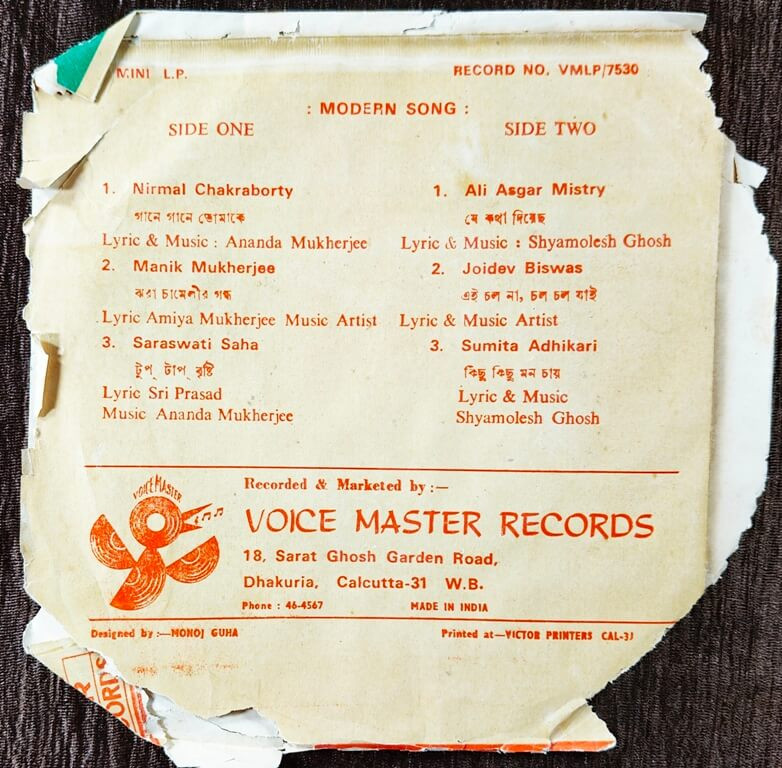 MINI L.P.
RECORD NO. VMLP/7530
: MODERN SONG :
SIDE ONE
1. Nirmal Chakraborty
গানে গানে তোমাকে
Lyric & Music : Ananda Mukherjee
2. Manik Mukherjee
ঝরা চামেলীর গন্ধ
Lyric Amiya Mukherjee Music Artist
3. Saraswati Saha
টুপ্ টাপ্ বৃষ্টি
Lyric Sri Prasad
Music Ananda Mukherjee
SIDE TWO
1. Ali Asgar Mistry
যে কথা দিয়েছ
Lyric & Music : Shyamolesh Ghosh
2. Joidev Biswas
এই চল না, চল চল যাই
Lyric & Music Artist
3. Sumita Adhikari
কিছু কিছু মন চায়
Lyric & Music
Shyamolesh Ghosh
VOICE MASTER
Recorded & Marketed by :—
VOICE MASTER RECORDS
18, Sarat Ghosh Garden Road,
Dhakuria, Calcutta-31 W.B.
Phone : 46-4567 MADE IN INDIA
Designed by :—MONOJ GUHA
Printed at—VICTOR PRINTERS CAL-31